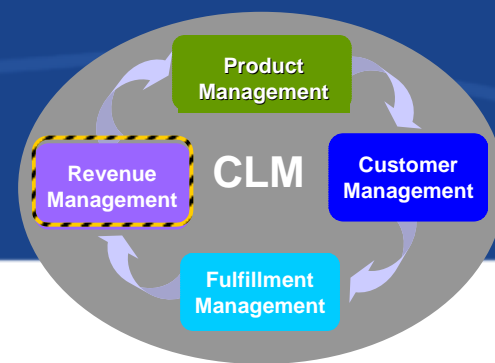 Product
Management
Revenue
Management
CLM
Customer
Management
Fulfillment
Management